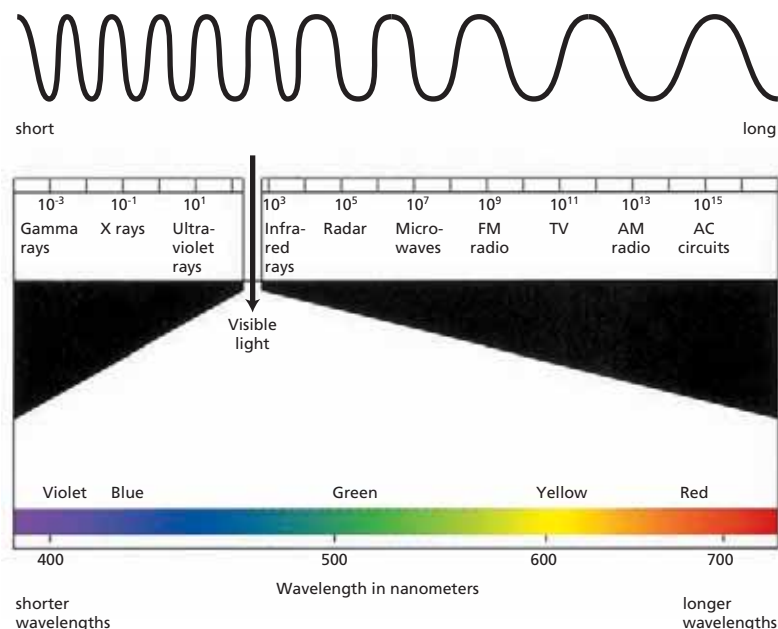 short long
10⁻³ 10⁻¹ 10¹ 10³ 10⁵ 10⁷ 10⁹ 10¹¹ 10¹³ 10¹⁵
Gamma
rays
X rays
Ultra-
violet
rays
Infra-
red
rays
Radar
Micro-
waves
FM
radio
TV
AM
radio
AC
circuits
Visible
light
Violet Blue Green Yellow Red
400 500 600 700
Wavelength in nanometers
shorter
wavelengths
longer
wavelengths